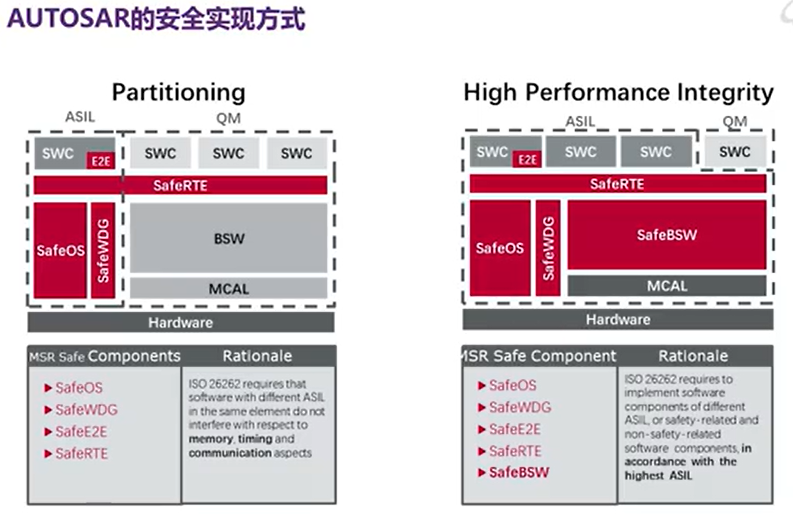 AUTOSAR的安全实现方式
Partitioning
ASIL
QM
SWC
E2E
SWC
SWC
SWC
SafeRTE
SafeOS
SafeWDG
BSW
MCAL
Hardware
MSR Safe Components
Rationale
SafeOS
SafeWDG
SafeE2E
SafeRTE
ISO 26262 requires that
software with different ASIL
in the same element do not
interfere with respect to
memory, timing and
communication aspects
High Performance Integrity
ASIL
QM
SWC
E2E
SWC
SWC
SWC
SafeRTE
SafeOS
SafeWDG
SafeBSW
MCAL
Hardware
MSR Safe Component
Rationale
SafeOS
SafeWDG
SafeE2E
SafeRTE
SafeBSW
ISO 26262 requires to
implement software
components of different
ASIL, or safety-related and
non-safety-related
software components, in
accordance with the
highest ASIL